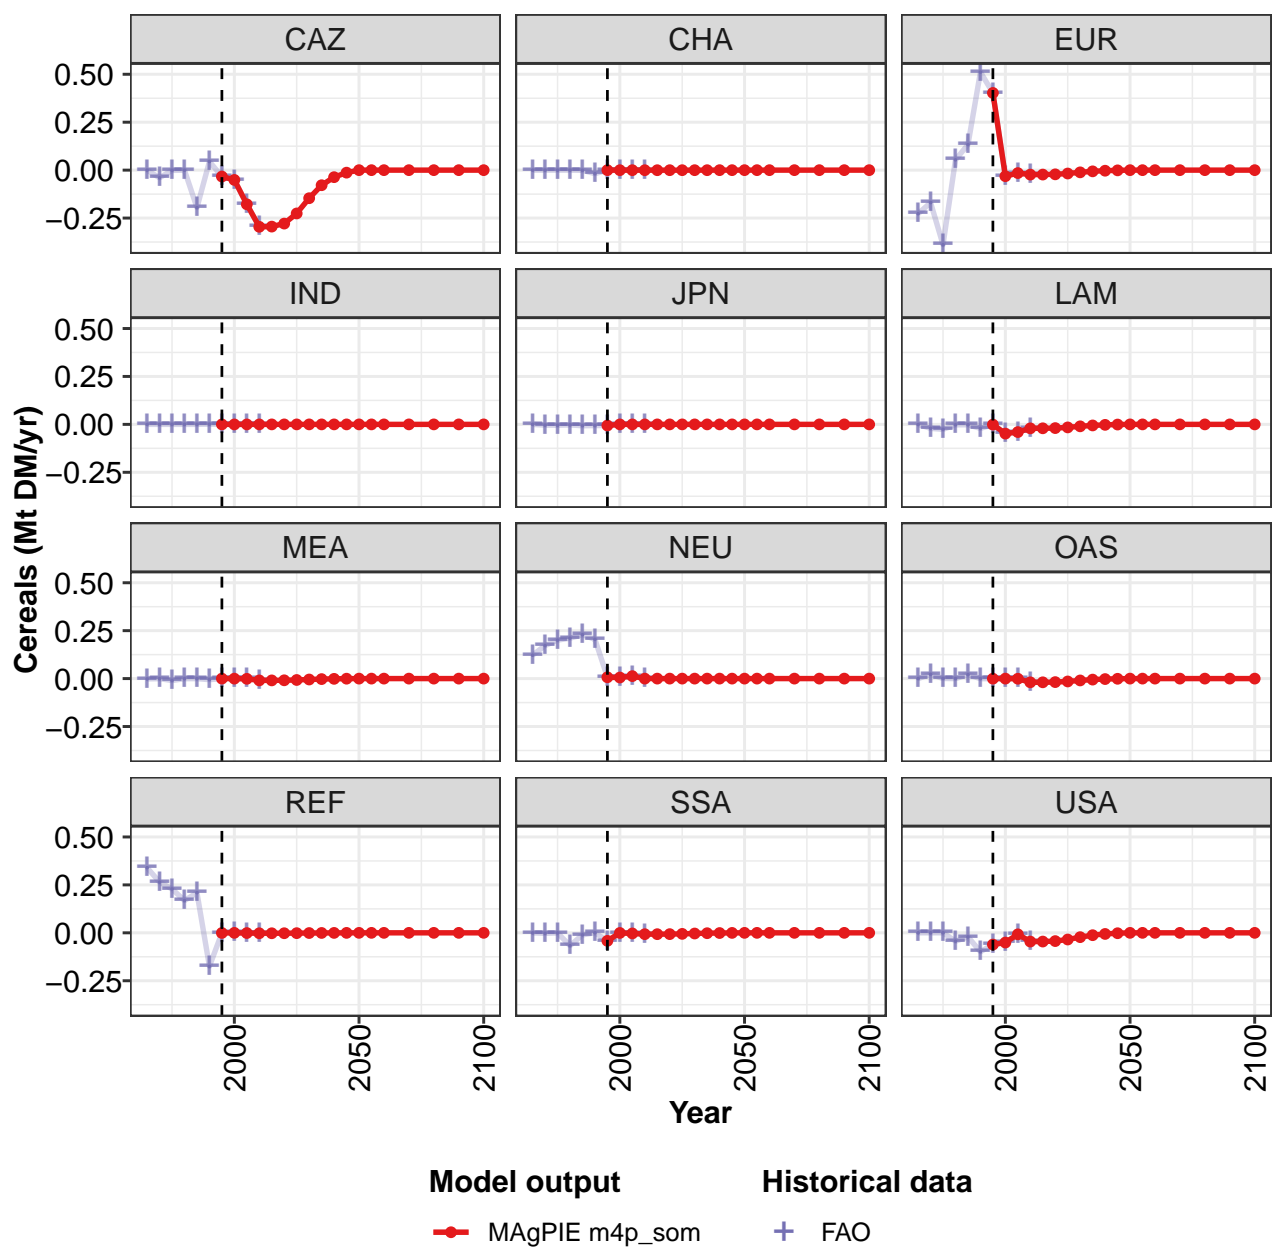 CAZ CHA EUR
0.50
0.25
0.00
−0.25
IND JPN LAM
0.50
0.25
0.00
−0.25
MEA NEU OAS
0.50
0.25
0.00
−0.25
REF SSA USA
0.50
0.25
0.00
−0.25
Cereals (Mt DM/yr)
2000 2050 2100 2000 2050 2100 2000 2050 2100
Year
Model output Historical data
MAgPIE m4p_som FAO